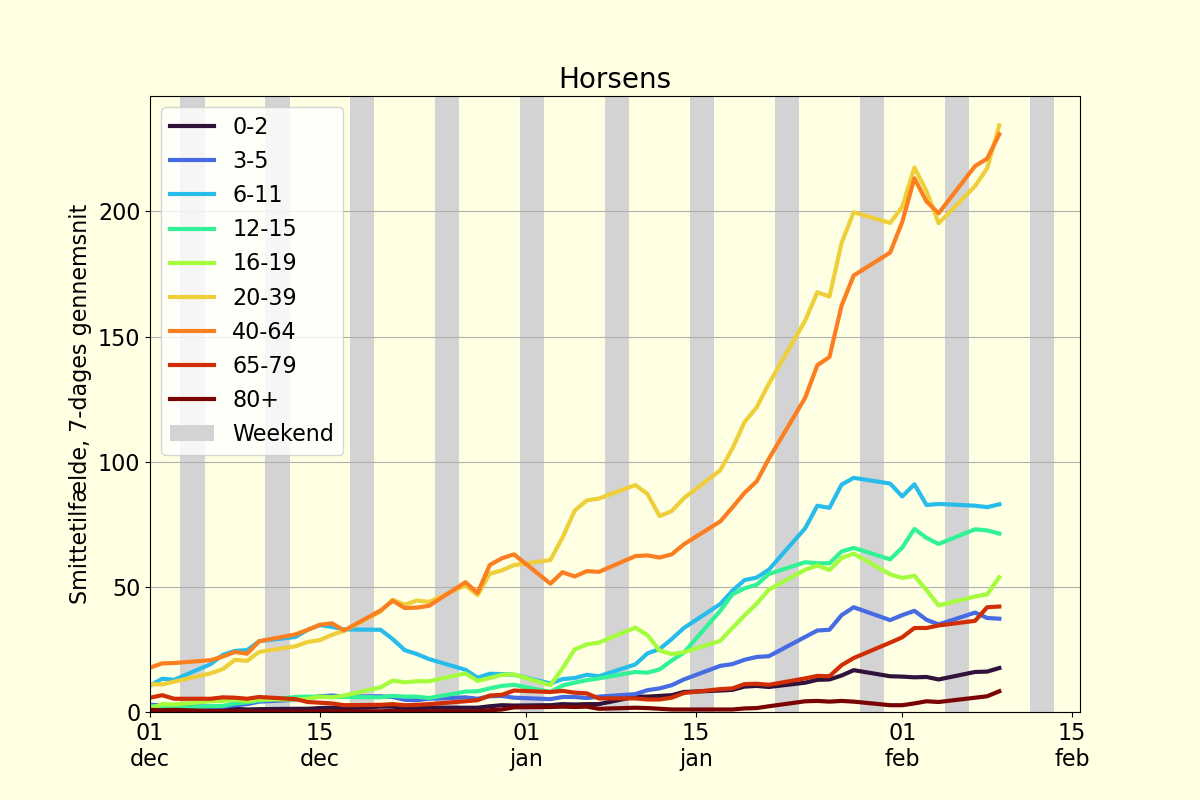 Horsens
Smittetilfælde, 7-dages gennemsnit
200
150
100
50
0
0-2
3-5
6-11
12-15
16-19
20-39
40-64
65-79
80+
Weekend
01 15 01 15 01 15
dec dec jan jan feb feb